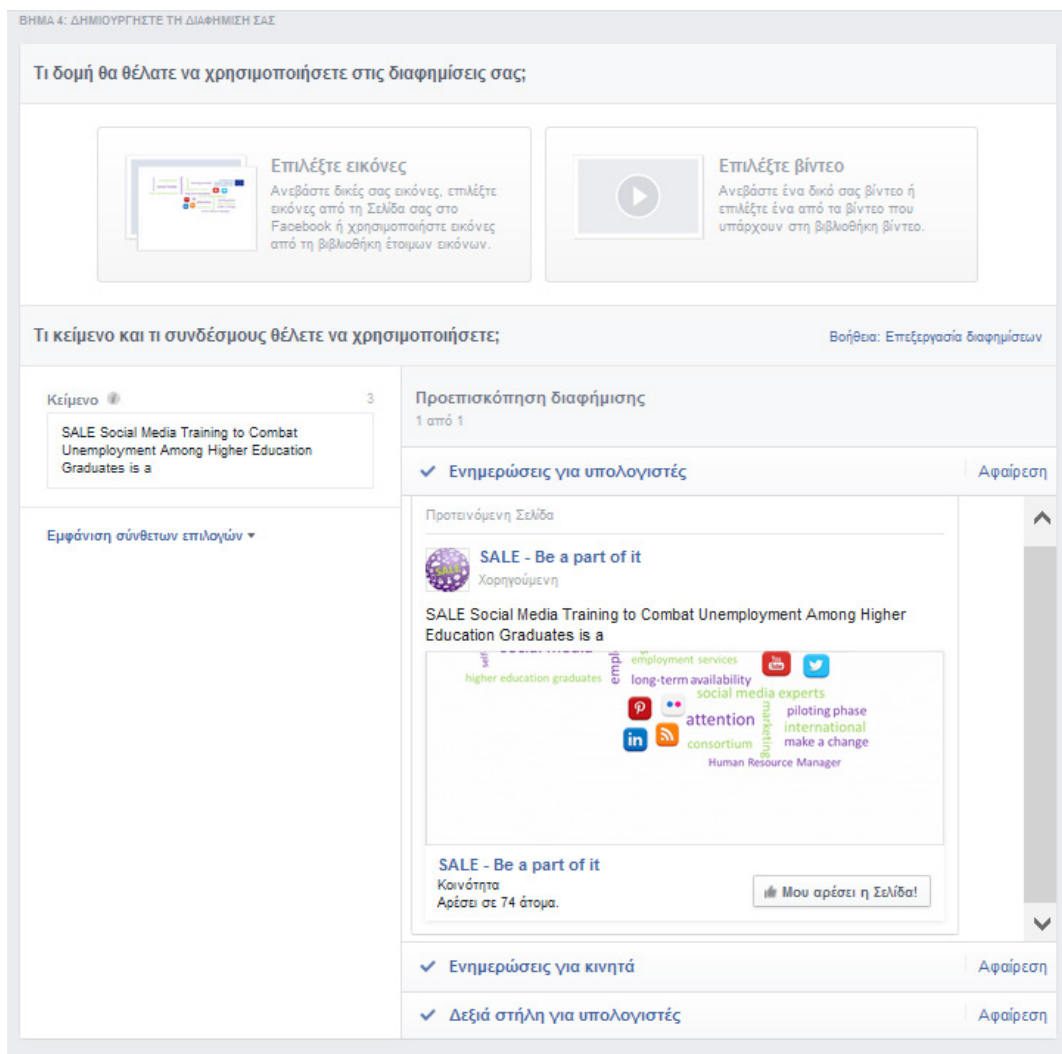 ΒΗΜΑ 4: ΔΗΜΙΟΥΡΓΗΣΤΕ ΤΗ ΔΙΑΦΗΜΙΣΗ ΣΑΣ
Τι δομή θα θέλατε να χρησιμοποιήσετε στις διαφημίσεις σας;
Επιλέξτε εικόνες
Ανεβάστε δικές σας εικόνες, επιλέξτε
εικόνες από τη Σελίδα σας στο
Facebook ή χρησιμοποιήστε εικόνες
από τη βιβλιοθήκη έτοιμων εικόνων.
Επιλέξτε βίντεο
Ανεβάστε ένα δικό σας βίντεο ή
επιλέξτε ένα από τα βίντεο που
υπάρχουν στη βιβλιοθήκη βίντεο.
Τι κείμενο και τι συνδέσμους θέλετε να χρησιμοποιήσετε;
Βοήθεια: Επεξεργασία διαφημίσεων
Κείμενο 3
SALE Social Media Training to Combat
Unemployment Among Higher Education
Graduates is a
Εμφάνιση σύνθετων επιλογών
Προεπισκόπηση διαφήμισης
1 από 1
Ενημερώσεις για υπολογιστές Αφαίρεση
Προτεινόμενη Σελίδα
SALE
SALE - Be a part of it
Χορηγούμενη
SALE Social Media Training to Combat Unemployment Among Higher
Education Graduates is a
self
empl
employment services
You Tube
higher education graduates
long-term availability
social media experts
attention
marketing
piloting phase
international
consortium
make a change
in
Human Resource Manager
SALE - Be a part of it
Κοινότητα
Αρέσει σε 74 άτομα.
Μου αρέσει η Σελίδα!
Ενημερώσεις για κινητά Αφαίρεση
Δεξιά στήλη για υπολογιστές Αφαίρεση